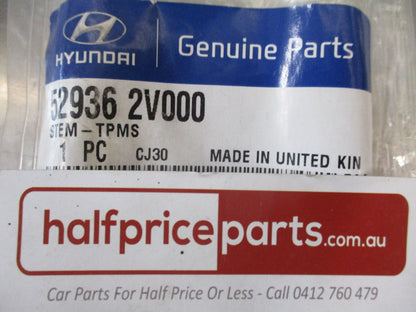 HYUNDAI
Genuine Parts
52936 2V000
STEM-TPMS
1 PC CJ30 MADE IN UNITED KIN
halfpriceparts.com.au
Car Parts For Half Price Or Less - Call 0412 760 479